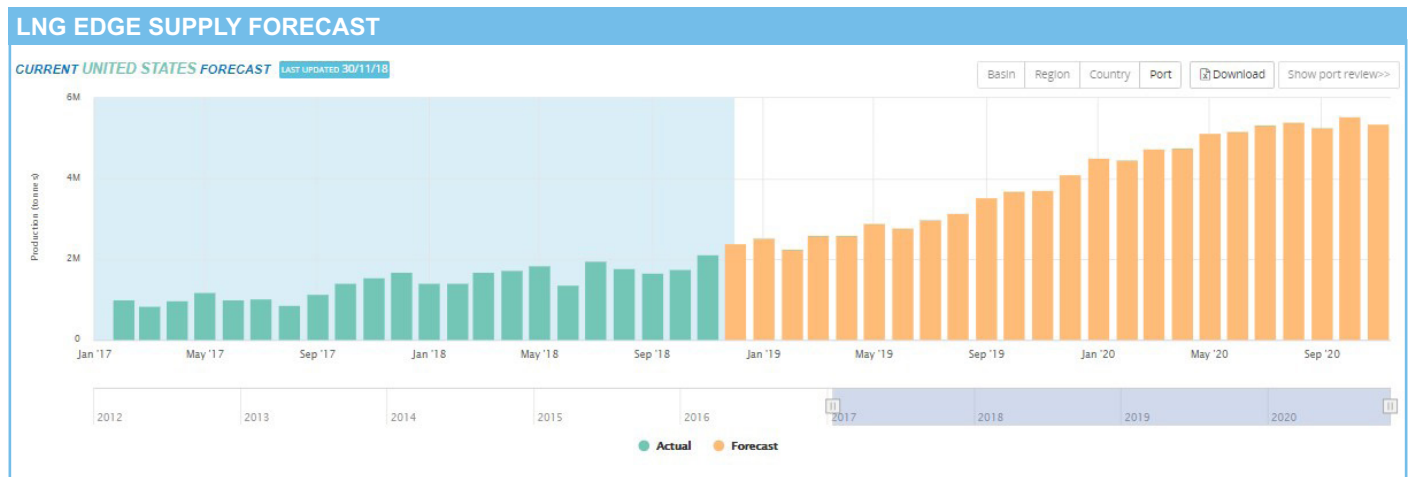 LNG EDGE SUPPLY FORECAST
CURRENT UNITED STATES FORECAST LAST UPDATED 30/11/18
Basin Region Country Port Download Show port review>>
6M
4M
2M
0
Production (tonnes)
Jan '17 May '17 Sep '17 Jan '18 May '18 Sep '18 Jan '19 May '19 Sep '19 Jan '20 May '20 Sep '20
2012 2013 2014 2015 2016 2017 2018 2019 2020
Actual Forecast